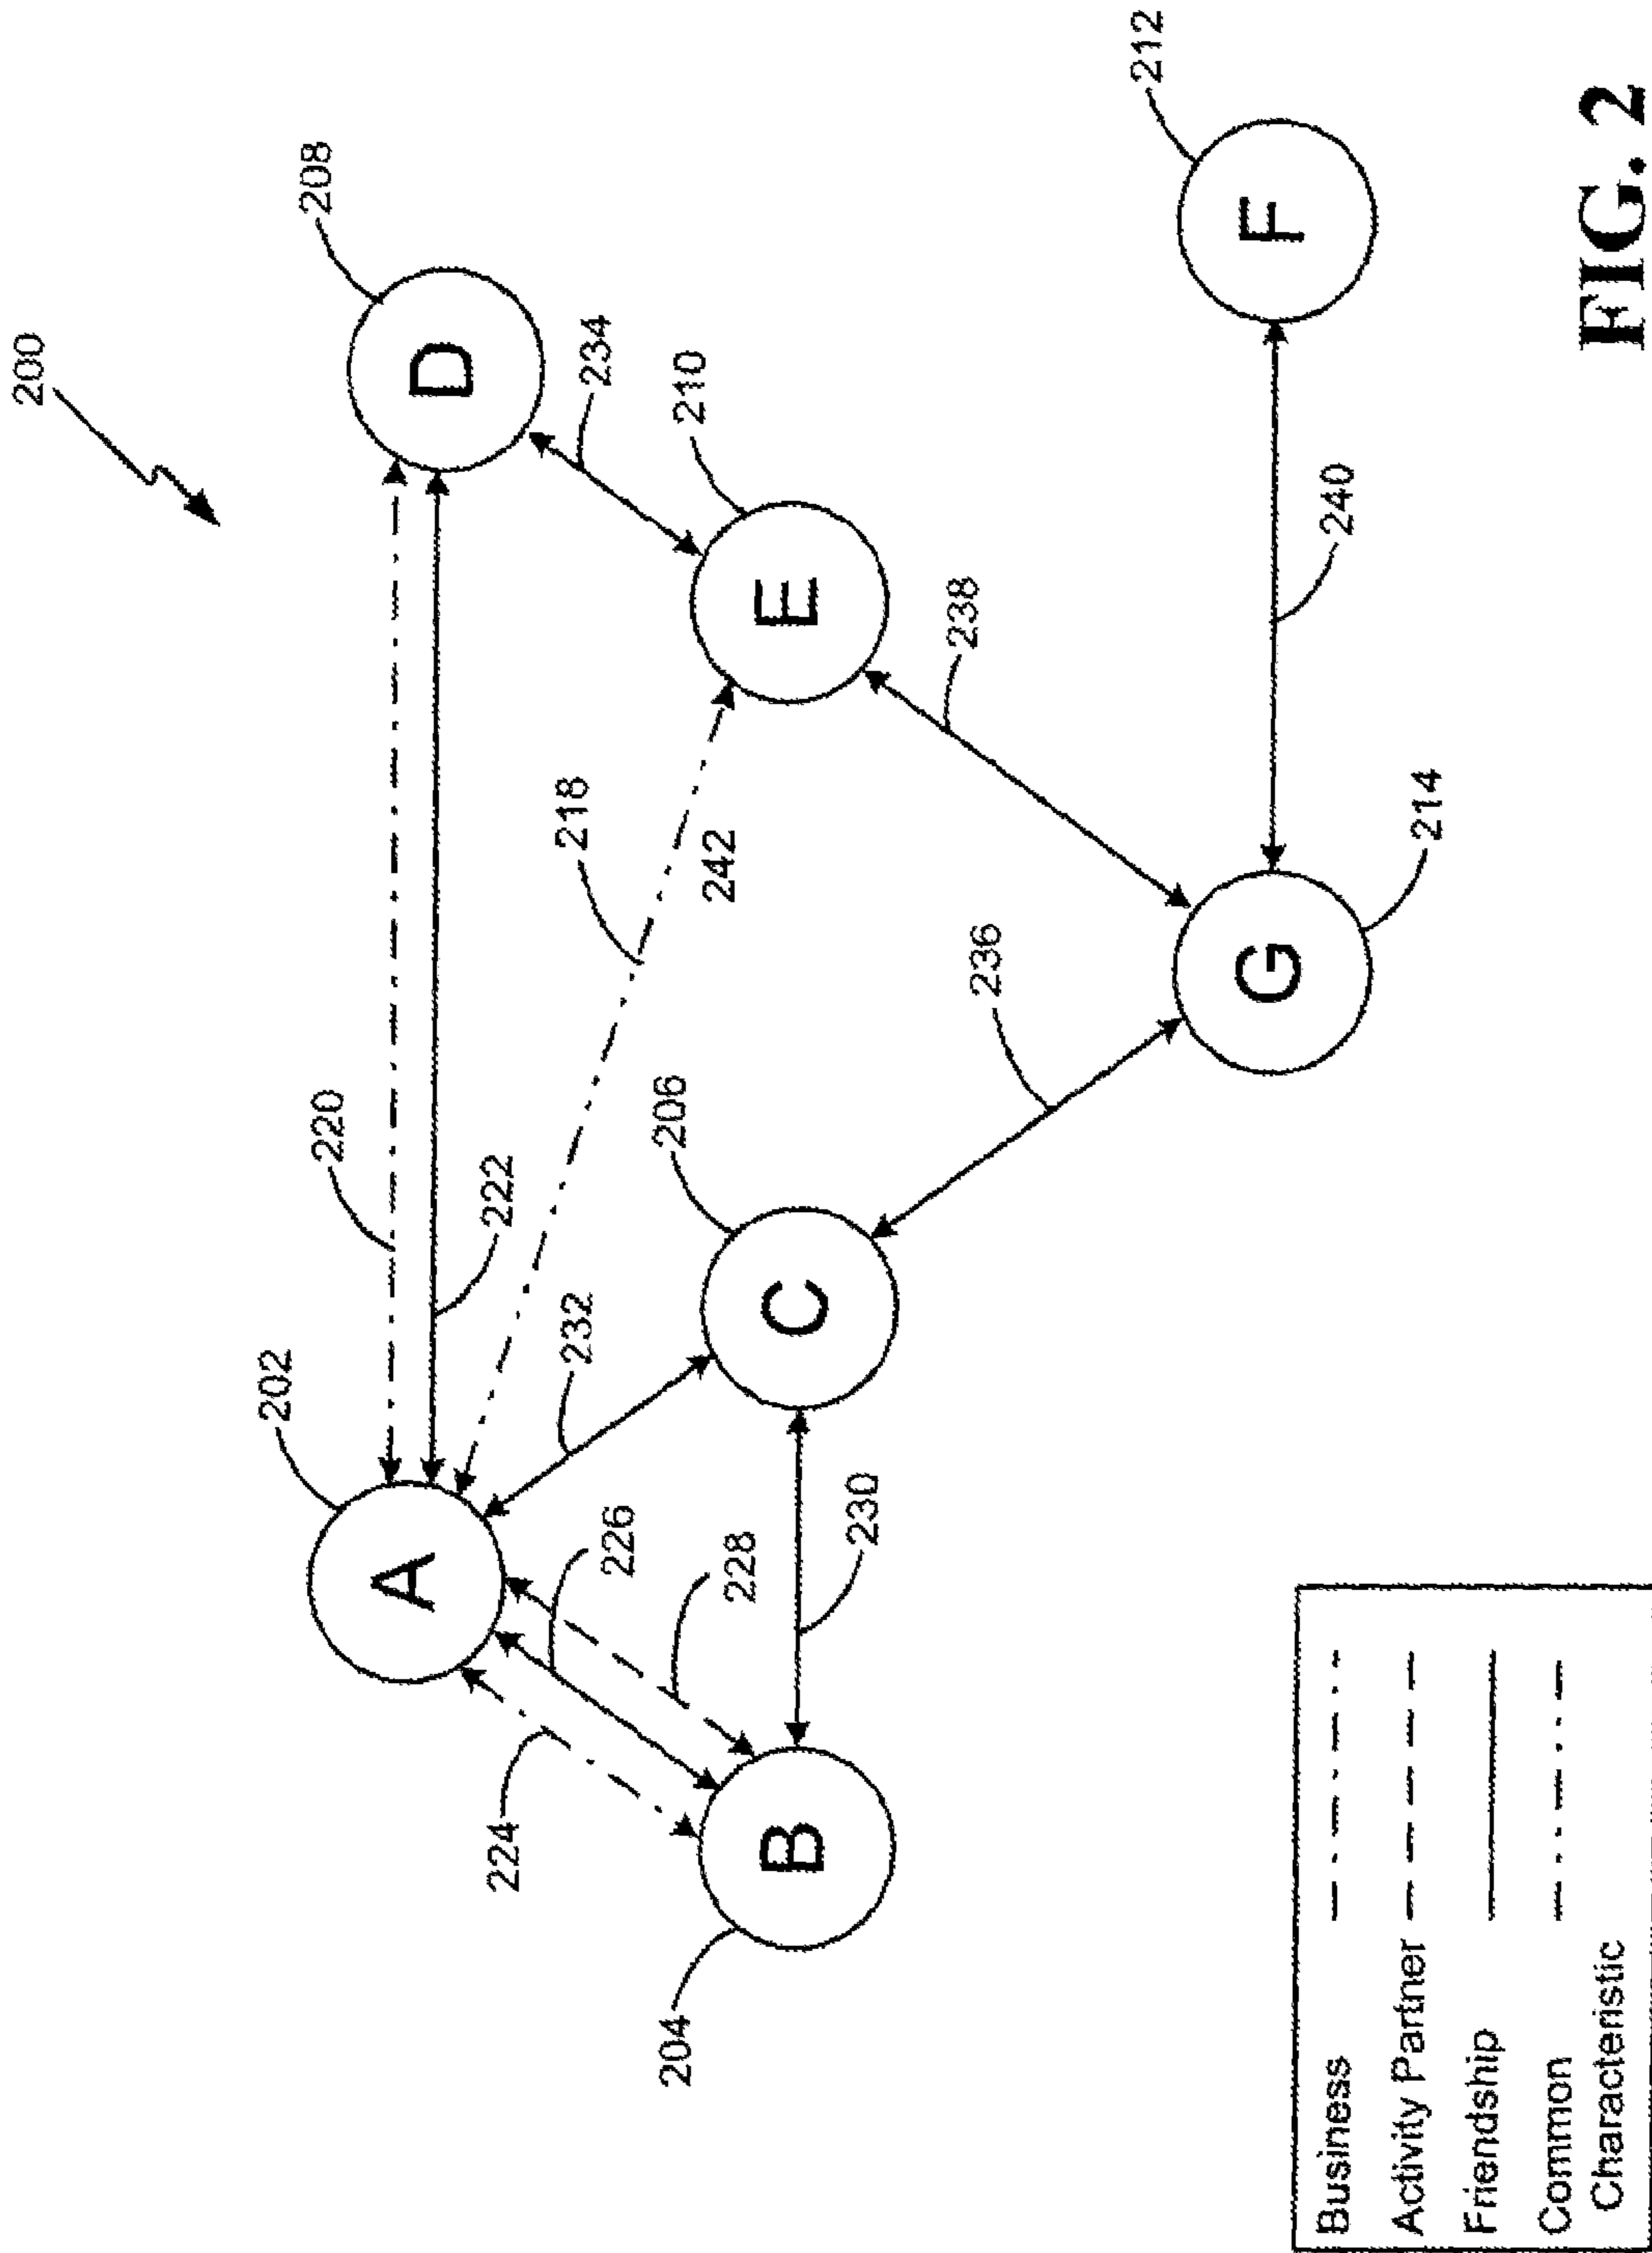 200
202
220
222
208
D
A
234
224
226
232
218
242
210
E
228
204
B
230
C
206
238
236
G
214
240
F
212
Business
Activity Partner
Friendship
Common
Characteristic
FIG. 2